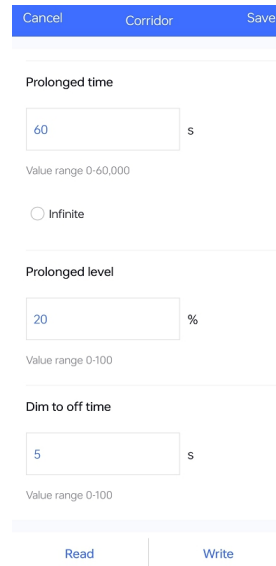 Cancel Corridor Save
Prolonged time
60 s
Value range 0-60,000
Infinite
Prolonged level
20 %
Value range 0-100
Dim to off time
5 s
Value range 0-100
Read Write